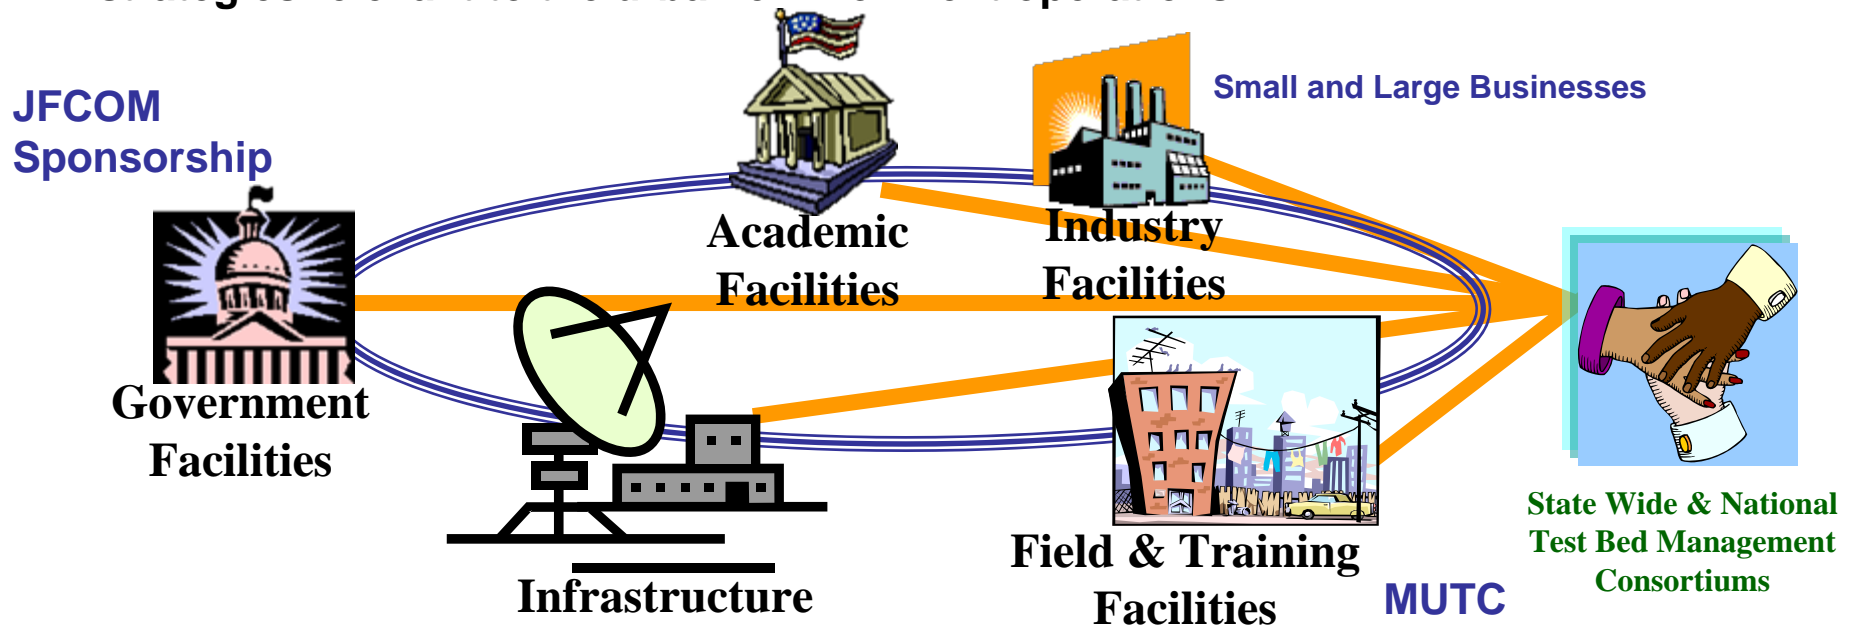 JFCOM
Sponsorship
Small and Large Businesses
Academic
Facilities
Industry
Facilities
Government
Facilities
Infrastructure
Field & Training
Facilities
MUTC
State Wide & National
Test Bed Management
Consortiums